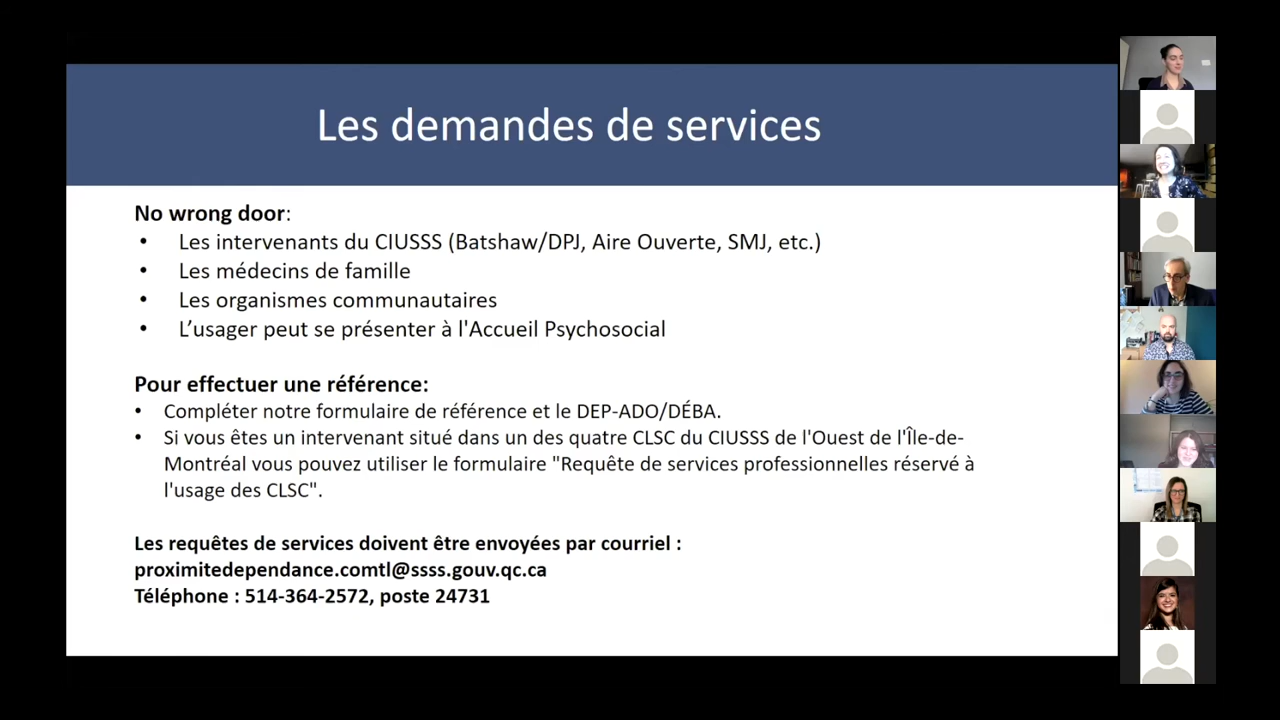 Les demandes de services
No wrong door:
• Les intervenants du CIUSSS (Batshaw/DPJ, Aire Ouverte, SMJ, etc.)
• Les médecins de famille
• Les organismes communautaires
• L’usager peut se présenter à l'Accueil Psychosocial
Pour effectuer une référence:
• Compléter notre formulaire de référence et le DEP-ADO/DÉBA.
• Si vous êtes un intervenant situé dans un des quatre CLSC du CIUSSS de l'Ouest de l'Île-de-
Montréal vous pouvez utiliser le formulaire "Requête de services professionnelles réservé à
l'usage des CLSC".
Les requêtes de services doivent être envoyées par courriel :
proximitedependance.comtl@ssss.gouv.qc.ca
Téléphone : 514-364-2572, poste 24731